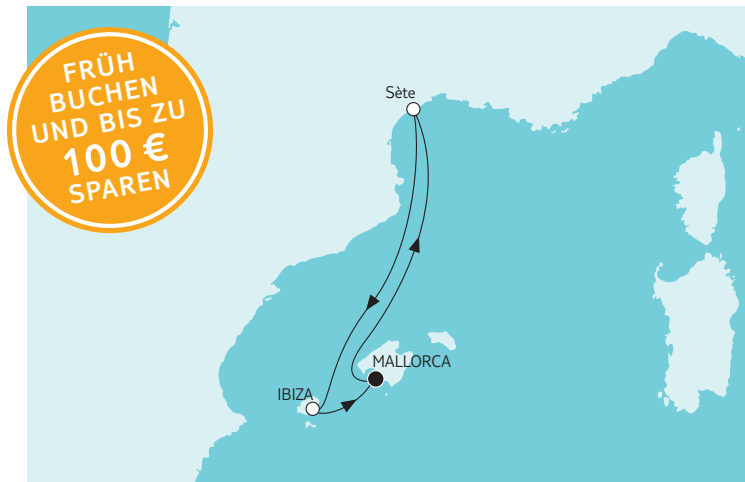 FRÜH
BUCHEN
UND BIS ZU
100 €
SPAREN
Sète
MALLORCA
IBIZA